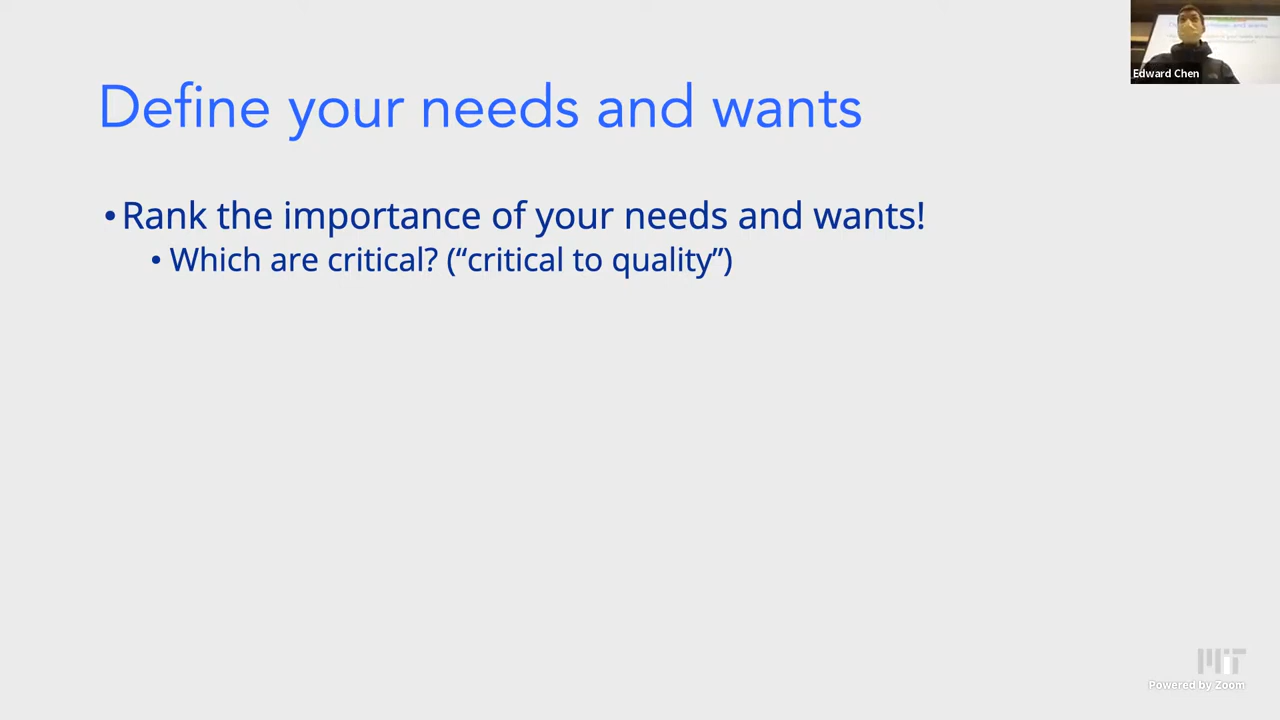 Define your needs and wants
• Rank the importance of your needs and wants!
• Which are critical? (“critical to quality”)
Edward Chen
MIT
Powered by Zoom